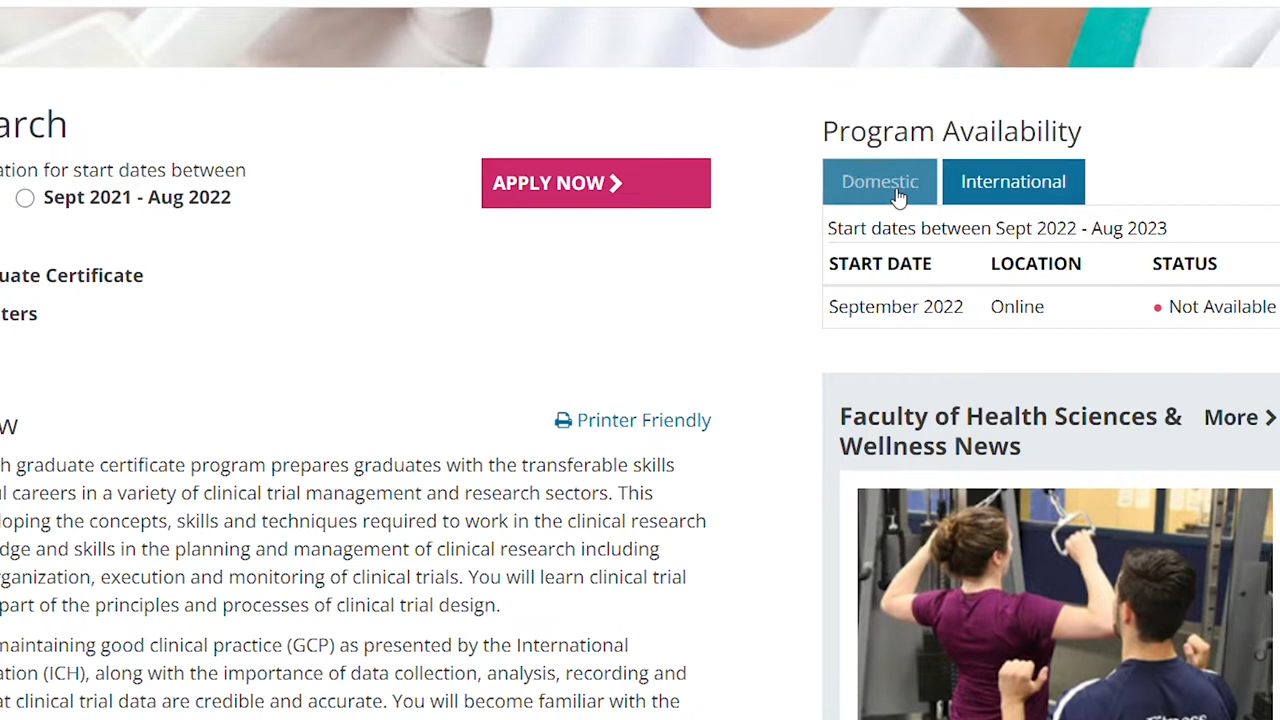 arch
ation for start dates between
Sept 2021 - Aug 2022
APPLY NOW
uate Certificate
ters
Printer Friendly
w
h graduate certificate program prepares graduates with the transferable skills
l careers in a variety of clinical trial management and research sectors. This
loping the concepts, skills and techniques required to work in the clinical research
dge and skills in the planning and management of clinical research including
rganization, execution and monitoring of clinical trials. You will learn clinical trial
part of the principles and processes of clinical trial design.
maintaining good clinical practice (GCP) as presented by the International
ation (ICH), along with the importance of data collection, analysis, recording and
at clinical trial data are credible and accurate. You will become familiar with the
Program Availability
Domestic International
Start dates between Sept 2022 - Aug 2023
START DATE LOCATION STATUS
September 2022 Online Not Available
Faculty of Health Sciences & More
Wellness News
Fitness